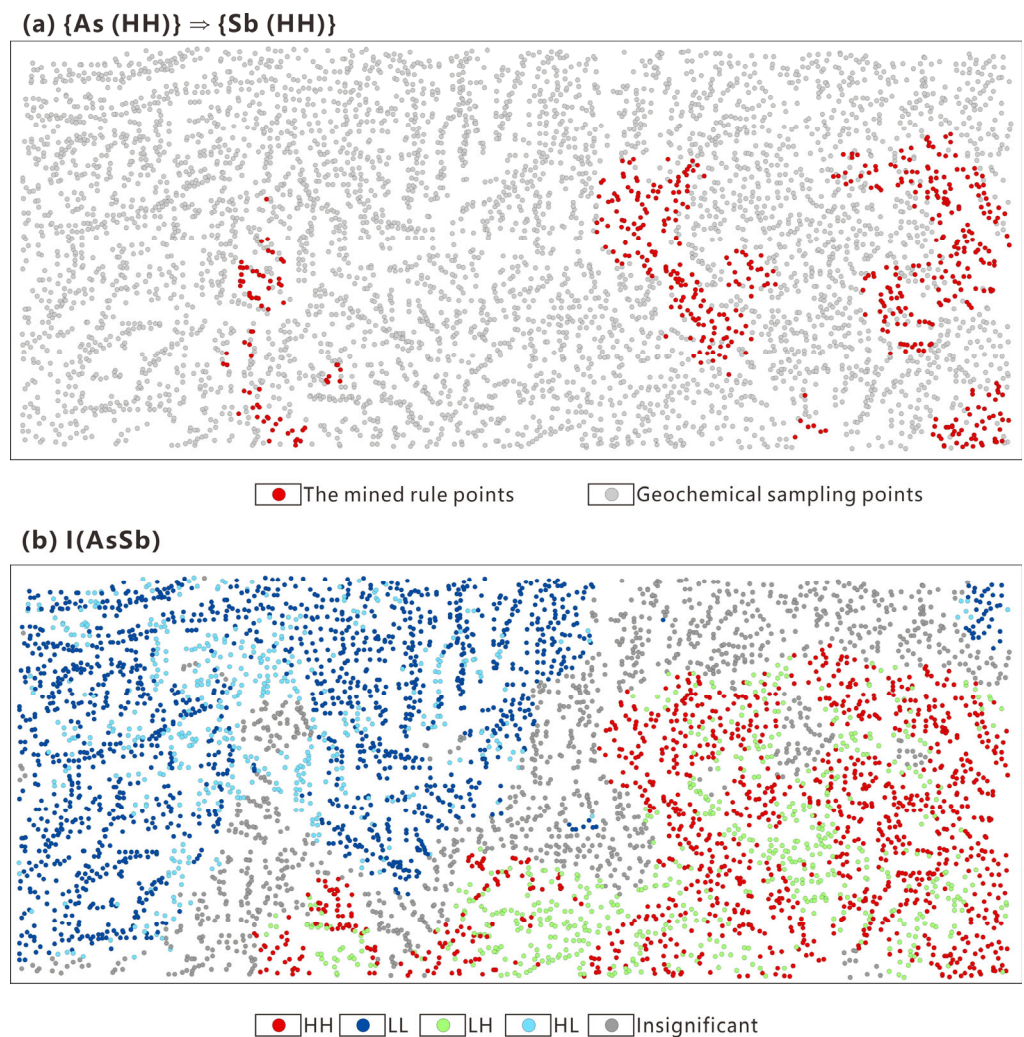 (a) {As (HH)} ⇒ {Sb (HH)}
The mined rule points Geochemical sampling points
(b) I(AsSb)
HH LL LH HL Insignificant